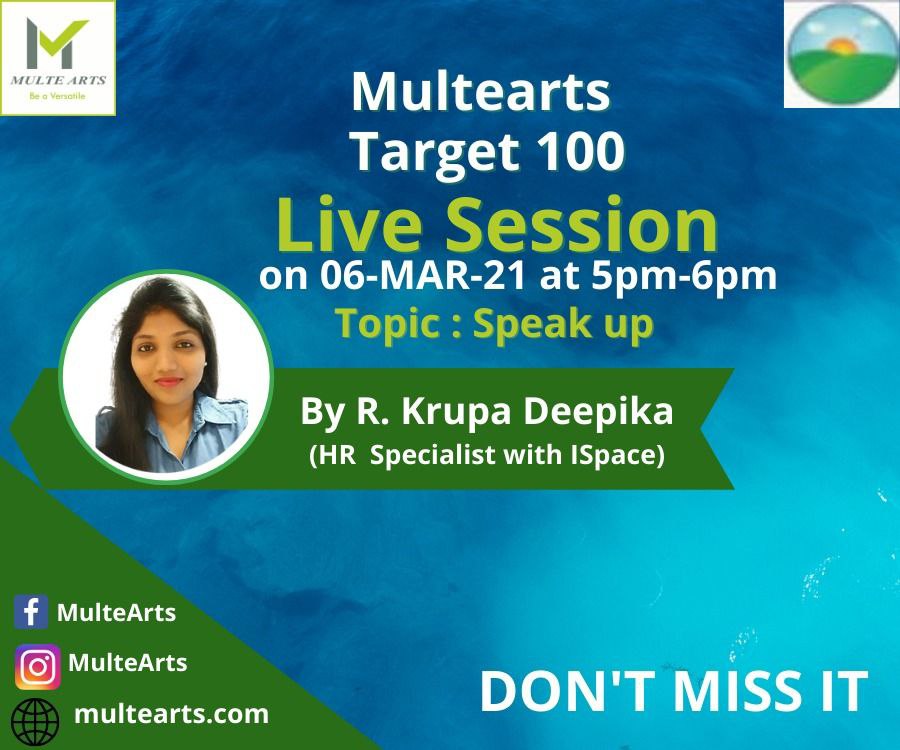 MULTE ARTS
Be a Versatile
Multearts
Target 100
Live Session
on 06-MAR-21 at 5pm-6pm
Topic : Speak up
By R. Krupa Deepika
(HR Specialist with ISpace)
MulteArts
MulteArts
multearts.com
DON'T MISS IT